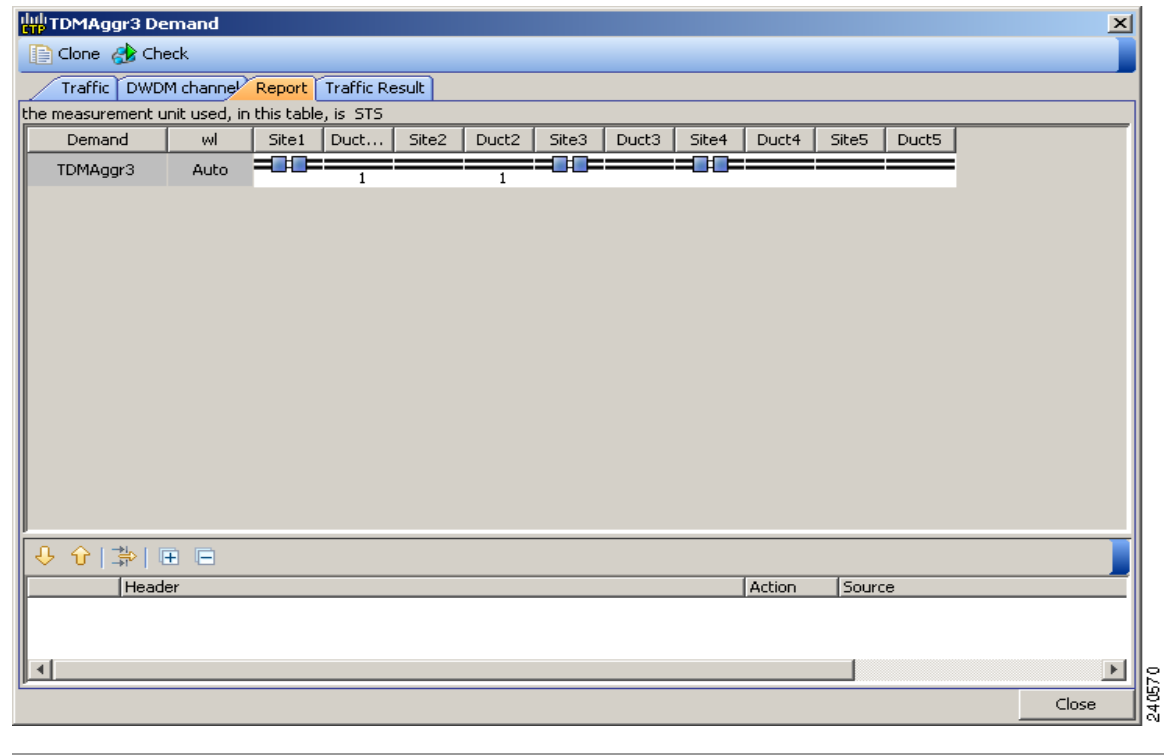 CTP TDMAggr3 Demand
Clone Check
Traffic DWDM channel Report Traffic Result
the measurement unit used, in this table, is STS
Demand wl Site1 Duct... Site2 Duct2 Site3 Duct3 Site4 Duct4 Site5 Duct5
TDMAggr3 Auto 1 1
Header Action Source
Close
240570